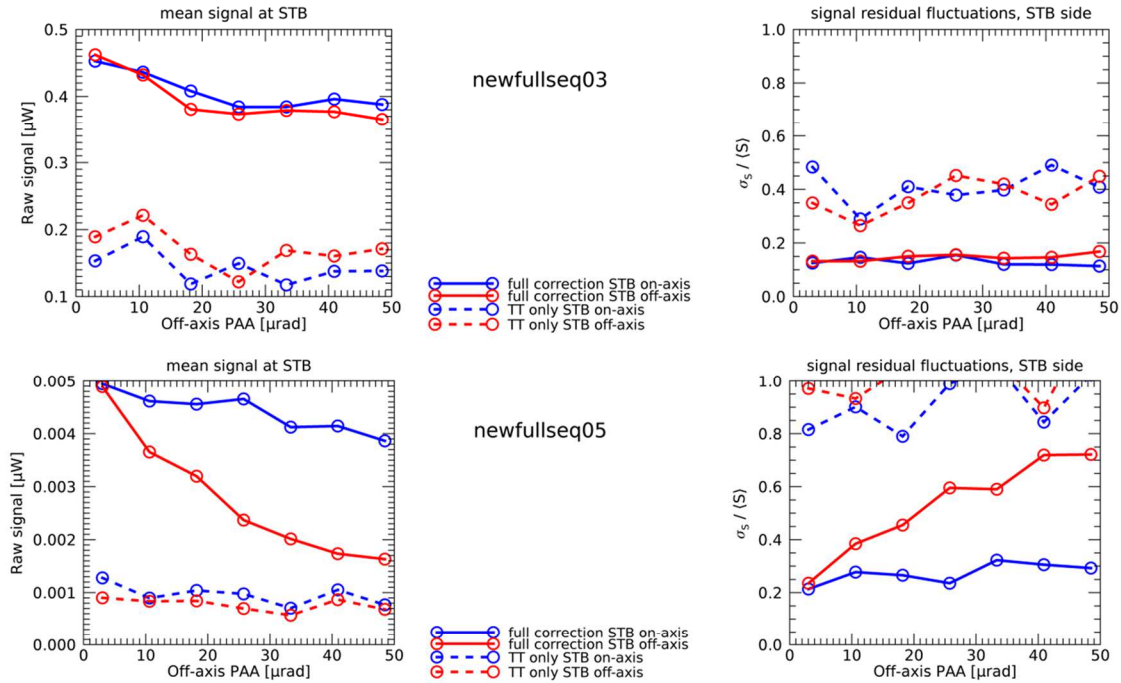 mean signal at STB
Raw signal [µW]
0.5
0.4
0.3
0.2
0.1
0 10 20 30 40 50
Off-axis PAA [µrad]
newfullseq03
full correction STB on-axis
full correction STB off-axis
TT only STB on-axis
TT only STB off-axis
signal residual fluctuations, STB side
σs / ⟨S⟩
1.0
0.8
0.6
0.4
0.2
0.0
0 10 20 30 40 50
Off-axis PAA [µrad]
mean signal at STB
Raw signal [µW]
0.005
0.004
0.003
0.002
0.001
0.000
0 10 20 30 40 50
Off-axis PAA [µrad]
newfullseq05
full correction STB on-axis
full correction STB off-axis
TT only STB on-axis
TT only STB off-axis
signal residual fluctuations, STB side
σs / ⟨S⟩
1.0
0.8
0.6
0.4
0.2
0.0
0 10 20 30 40 50
Off-axis PAA [µrad]